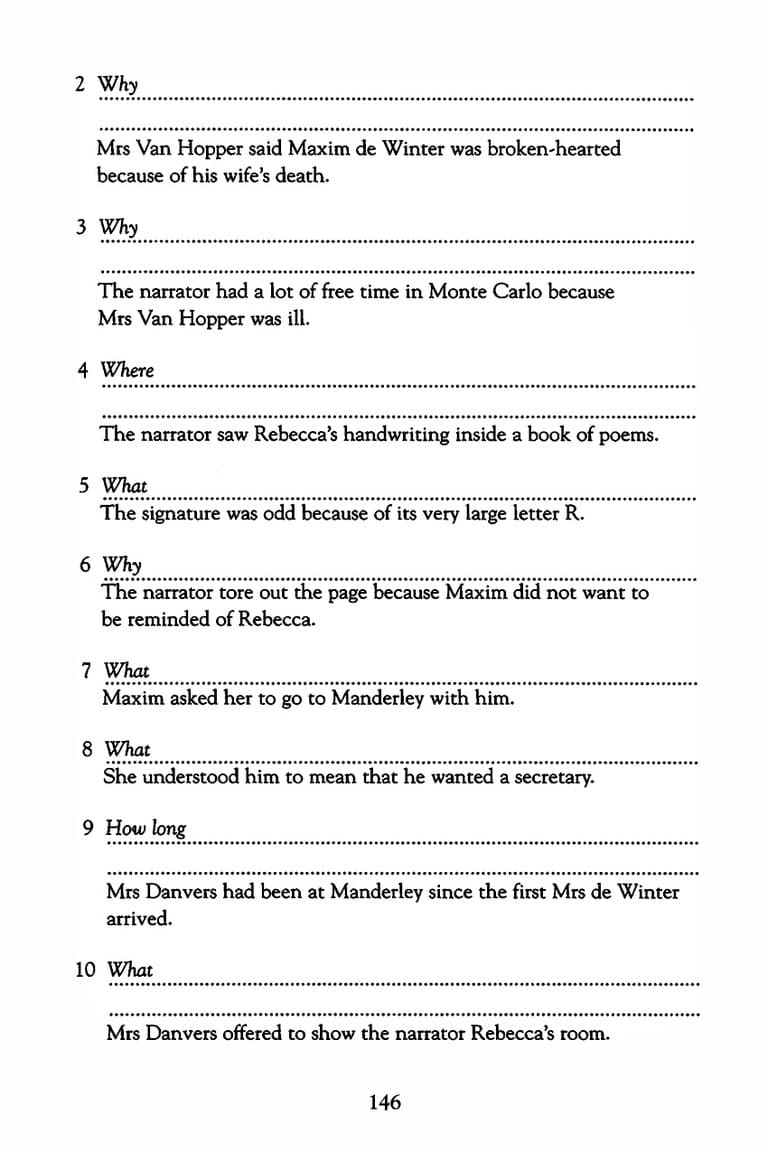 2 Why
Mrs Van Hopper said Maxim de Winter was broken-hearted
because of his wife's death.
3 Why
The narrator had a lot of free time in Monte Carlo because
Mrs Van Hopper was ill.
4 Where
The narrator saw Rebecca's handwriting inside a book of poems.
5 What
The signature was odd because of its very large letter R.
6 Why
The narrator tore out the page because Maxim did not want to
be reminded of Rebecca.
7 What
Maxim asked her to go to Manderley with him.
8 What
She understood him to mean that he wanted a secretary.
9 How long
Mrs Danvers had been at Manderley since the first Mrs de Winter
arrived.
10 What
Mrs Danvers offered to show the narrator Rebecca's room.
146